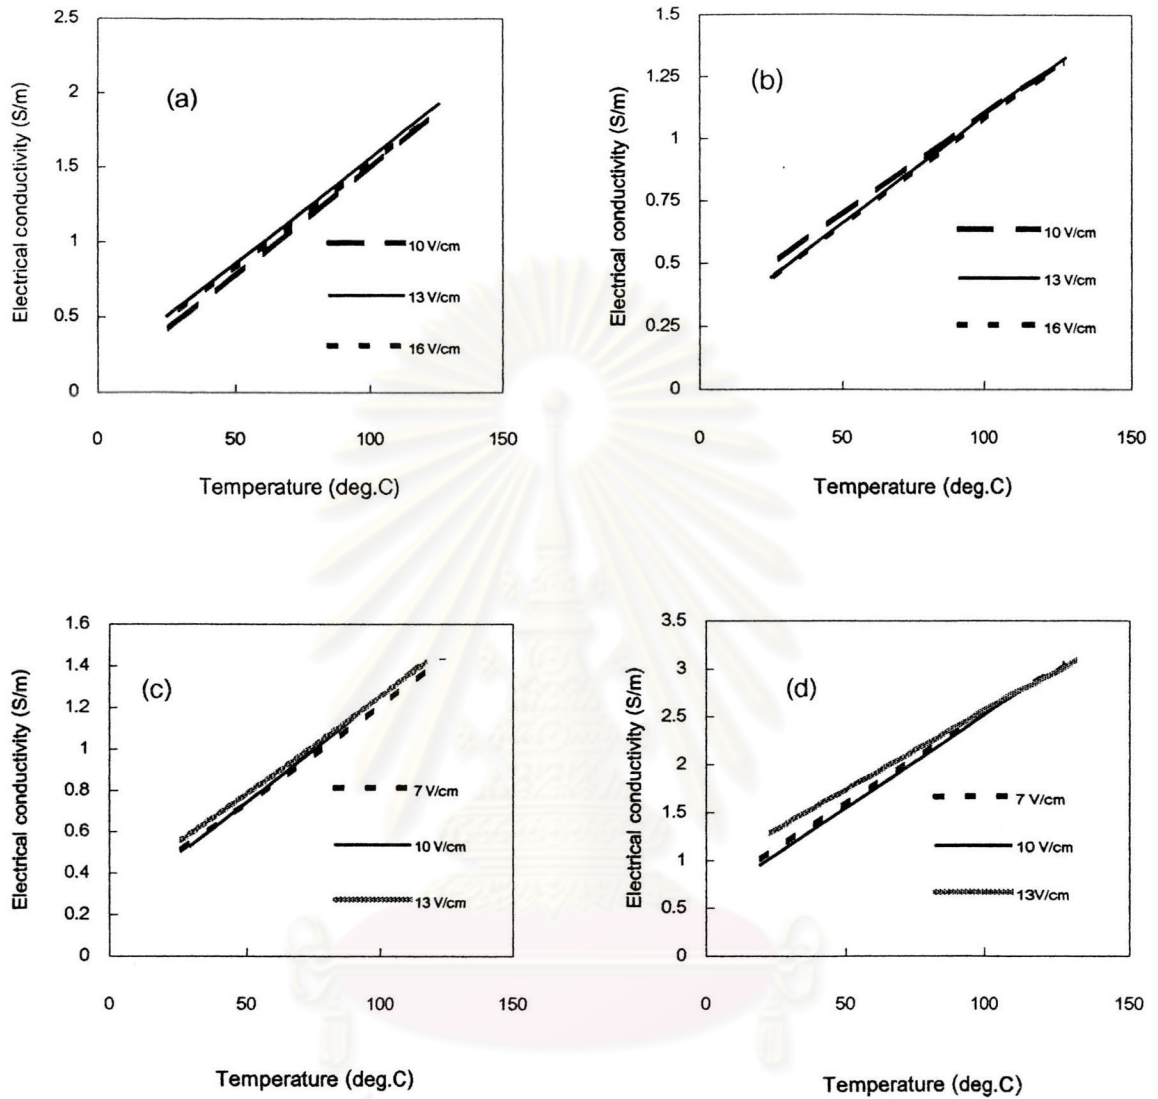 2.5
2
1.5
1
0.5
0
0
50
100
150
Electrical conductivity (S/m)
Temperature (deg.C)
(a)
10 V/cm
13 V/cm
16 V/cm
1.5
1.25
1
0.75
0.5
0.25
0
0
50
100
150
Electrical conductivity (S/m)
Temperature (deg.C)
(b)
10 V/cm
13 V/cm
16 V/cm
1.6
1.4
1.2
1
0.8
0.6
0.4
0.2
0
0
50
100
150
Electrical conductivity (S/m)
Temperature (deg.C)
(c)
7 V/cm
10 V/cm
13 V/cm
3.5
3
2.5
2
1.5
1
0.5
0
0
50
100
150
Electrical conductivity (S/m)
Temperature (deg.C)
(d)
7 V/cm
10 V/cm
13V/cm